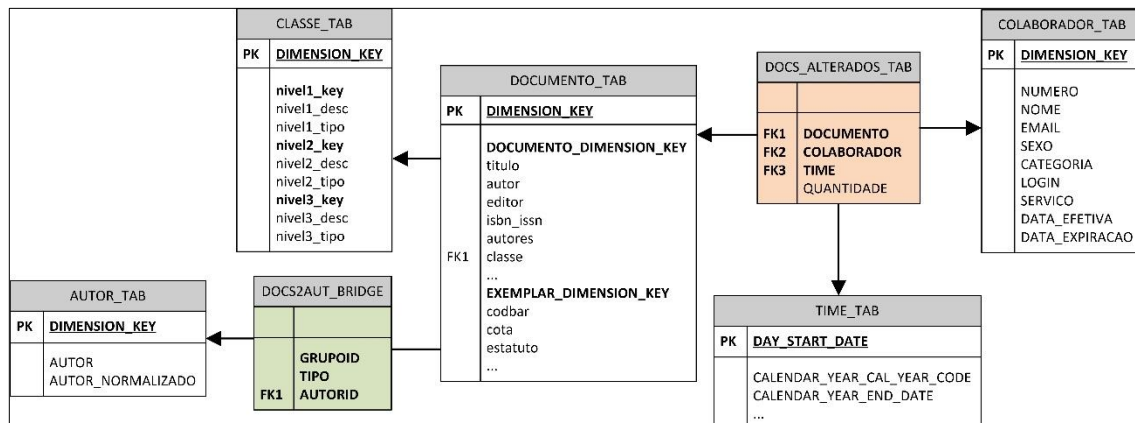 CLASSE_TAB
PK DIMENSION_KEY
nivel1_key
nivel1_desc
nivel1_tipo
nivel2_key
nivel2_desc
nivel2_tipo
nivel3_key
nivel3_desc
nivel3_tipo
DOCUMENTO_TAB
PK DIMENSION_KEY
DOCUMENTO_DIMENSION_KEY
titulo
autor
editor
isbn_issn
autores
FK1 classe
...
EXEMPLAR_DIMENSION_KEY
codbar
cota
estatuto
...
DOCS_ALTERADOS_TAB
FK1 DOCUMENTO
FK2 COLABORADOR
FK3 TIME
QUANTIDADE
COLABORADOR_TAB
PK DIMENSION_KEY
NUMERO
NOME
EMAIL
SEXO
CATEGORIA
LOGIN
SERVICO
DATA_EFETIVA
DATA_EXPIRACAO
AUTOR_TAB
PK DIMENSION_KEY
AUTOR
AUTOR_NORMALIZADO
DOCS2AUT_BRIDGE
GRUPOID
TIPO
FK1 AUTORID
TIME_TAB
PK DAY_START_DATE
CALENDAR_YEAR_CAL_YEAR_CODE
CALENDAR_YEAR_END_DATE
...